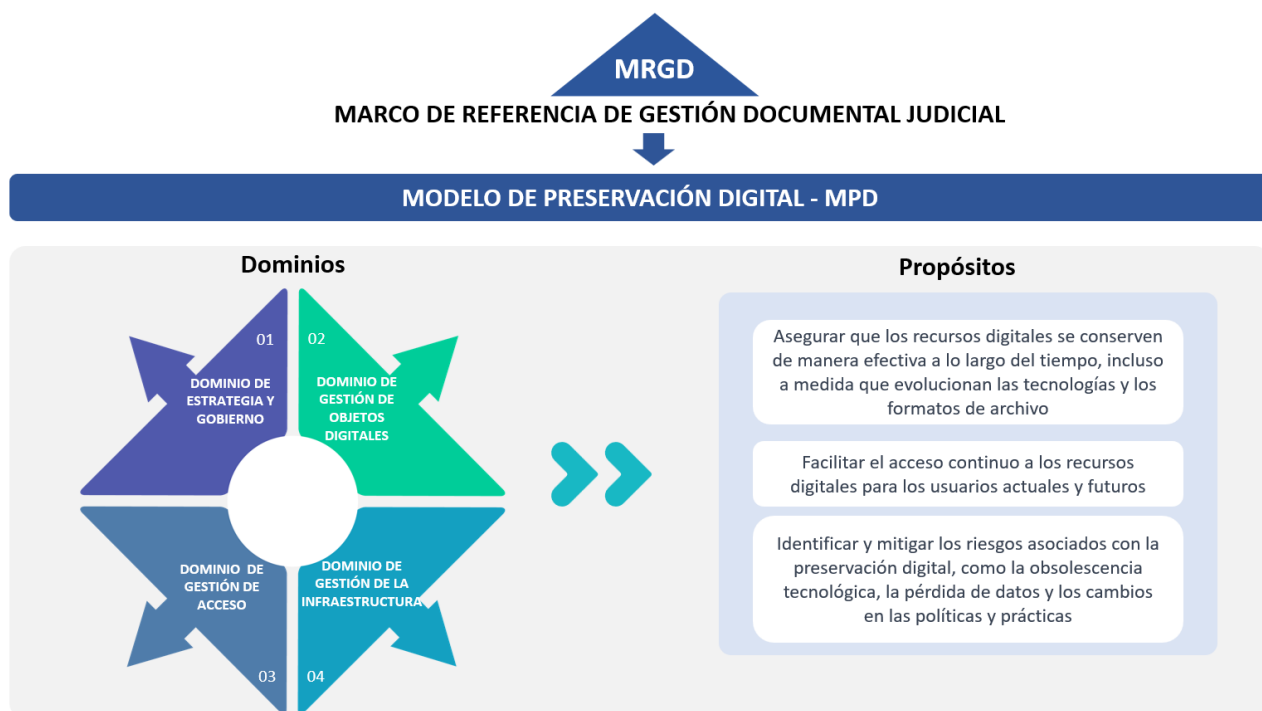 MRGD
MARCO DE REFERENCIA DE GESTIÓN DOCUMENTAL JUDICIAL
MODELO DE PRESERVACIÓN DIGITAL - MPD
Dominios
01
DOMINIO DE
ESTRATEGIA Y
GOBIERNO
02
DOMINIO DE
GESTIÓN DE
OBJETOS
DIGITALES
DOMINIO DE
GESTIÓN DE
ACCESO
03
DOMINIO DE
GESTIÓN DE LA
INFRAESTRUCTURA
04
Propósitos
Asegurar que los recursos digitales se conserven
de manera efectiva a lo largo del tiempo, incluso
a medida que evolucionan las tecnologías y los
formatos de archivo
Facilitar el acceso continuo a los recursos
digitales para los usuarios actuales y futuros
Identificar y mitigar los riesgos asociados con la
preservación digital, como la obsolescencia
tecnológica, la pérdida de datos y los cambios
en las políticas y prácticas